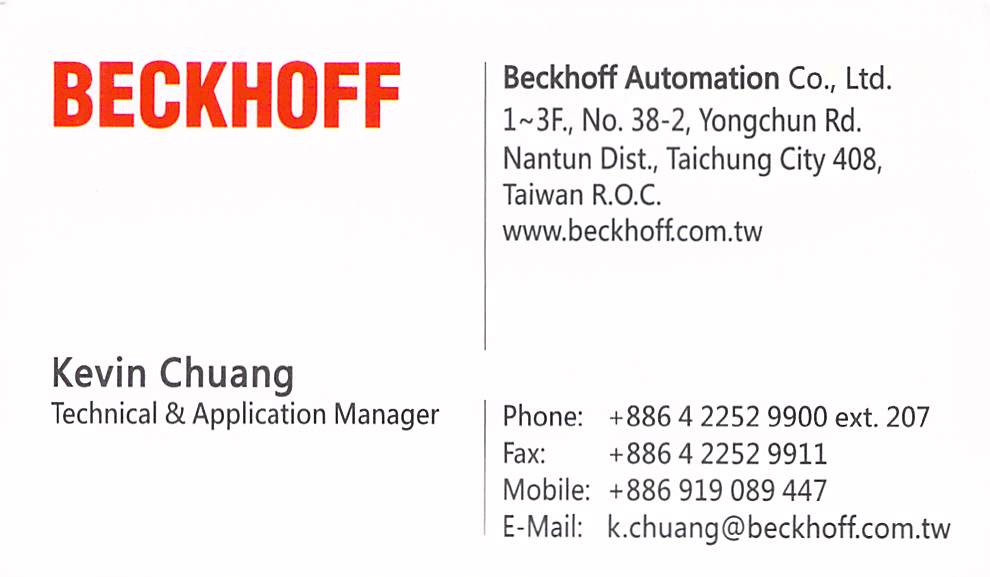 BECKHOFF
Beckhoff Automation Co., Ltd.
1~3F., No. 38-2, Yongchun Rd.
Nantun Dist., Taichung City 408,
Taiwan R.O.C.
www.beckhoff.com.tw
Kevin Chuang
Technical & Application Manager
Phone: +886 4 2252 9900 ext. 207
Fax: +886 4 2252 9911
Mobile: +886 919 089 447
E-Mail: k.chuang@beckhoff.com.tw